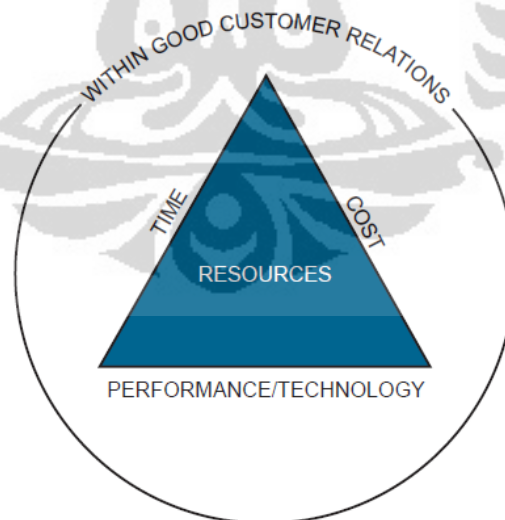 WITHIN GOOD CUSTOMER RELATIONS
TIME
COST
RESOURCES
PERFORMANCE/TECHNOLOGY